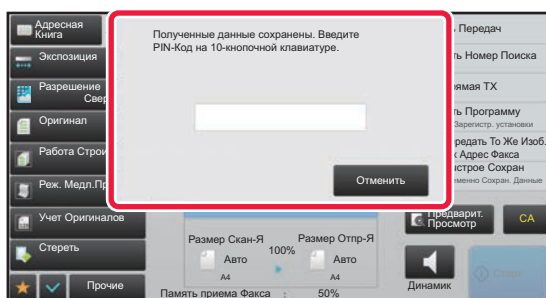 Адресная
Книга
Экспозиция
Разрешение
Свер
Оригинал
Работа Строи
Реж. Медл.Пр
Учет Оригиналов
Стереть
Прочие
Полученные данные сохранены. Введите
PIN-Код на 10-кнопочной клавиатуре.
Отменить
Размер Скан-Я
100%
Размер Отпр-Я
Авто
A4
Авто
A4
Память приема Факса : 50%
Передач
ь Номер Поиска
ямая TX
ь Программу
Зарегистр. установки
редать То Же Изоб.
Адрес Факса
строе Сохран
еменно Сохран. Данные
Предварит.
Просмотр
CA
Динамик
Старт